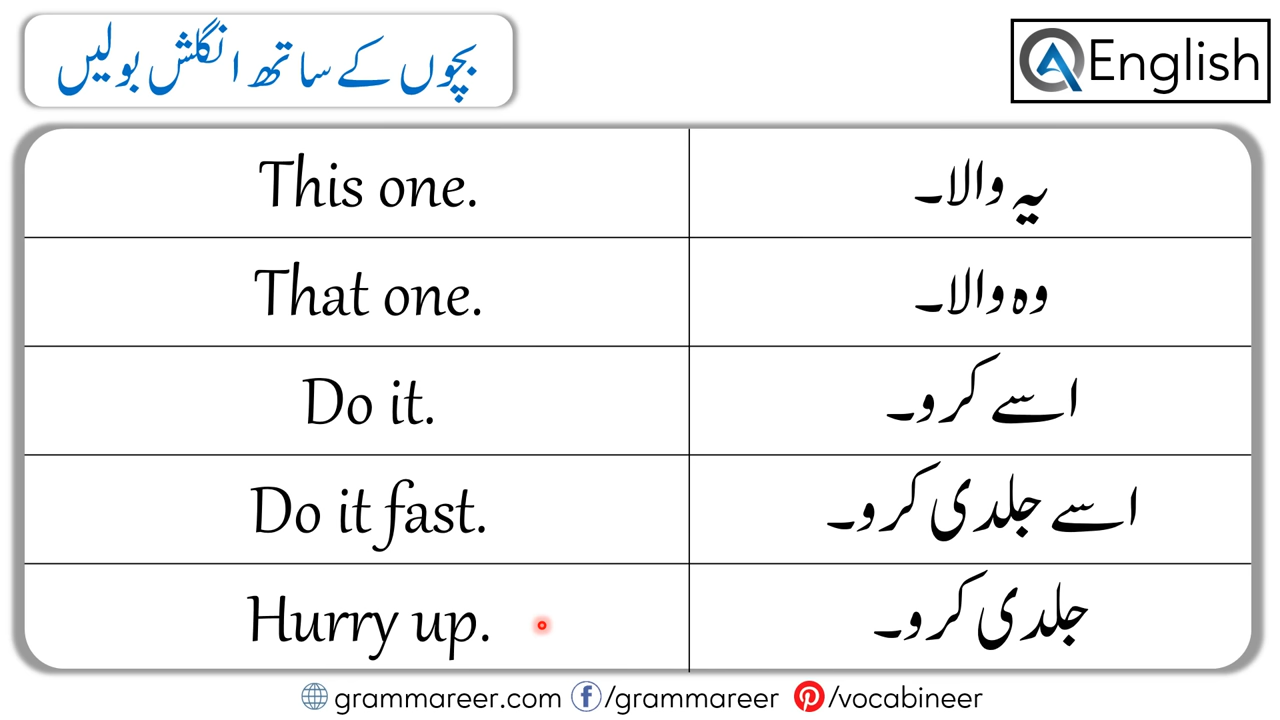 بچوں کے ساتھ انگلش بولیں
AQ English
This one. یہ والا۔
That one. وہ والا۔
Do it. اسے کرو۔
Do it fast. اسے جلدی کرو۔
Hurry up. جلدی کرو۔
grammareer.com f/grammareer /vocabineer